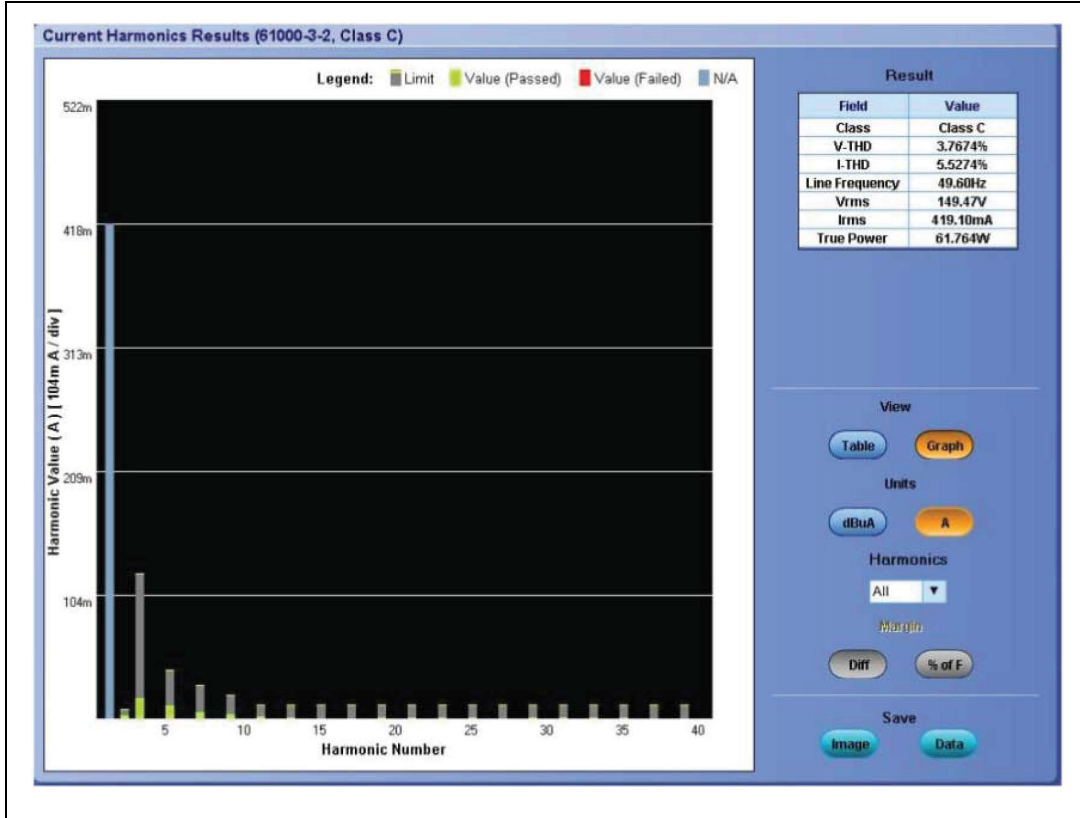 Current Harmonics Results (61000-3-2, Class C)
Legend: Limit Value (Passed) Value (Failed) N/A
522m
418m
313m
209m
104m
Harmonic Value ( A ) [ 104m A / div ]
5 10 15 20 25 30 35 40
Harmonic Number
Result
Field Value
Class Class C
V-THD 3.7674%
I-THD 5.5274%
Line Frequency 49.60Hz
Vrms 149.47V
Irms 419.10mA
True Power 61.764W
View
Table Graph
Units
dBuA A
Harmonics
All
Margin
Diff % of F
Save
Image Data